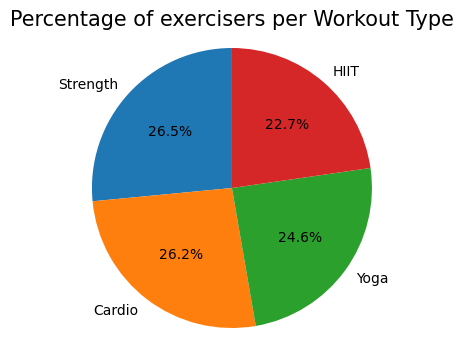 Percentage of exercisers per Workout Type
HIIT
Strength
22.7%
26.5%
24.6%
26.2%
Yoga
Cardio